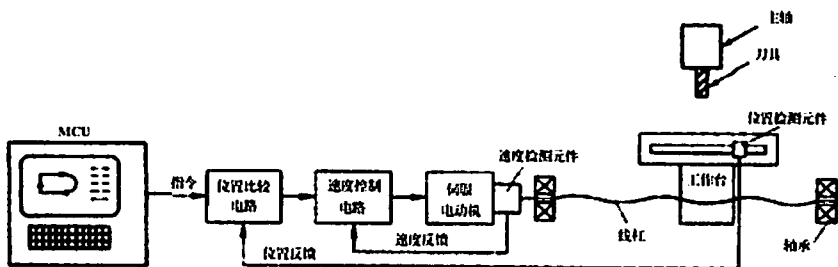 主轴
刀具
MCU
位置检测元件
速度检测元件
指令
位置比较
电路
速度控制
电路
伺服
电动机
工作台
丝杠
位置反馈
速度反馈
轴承